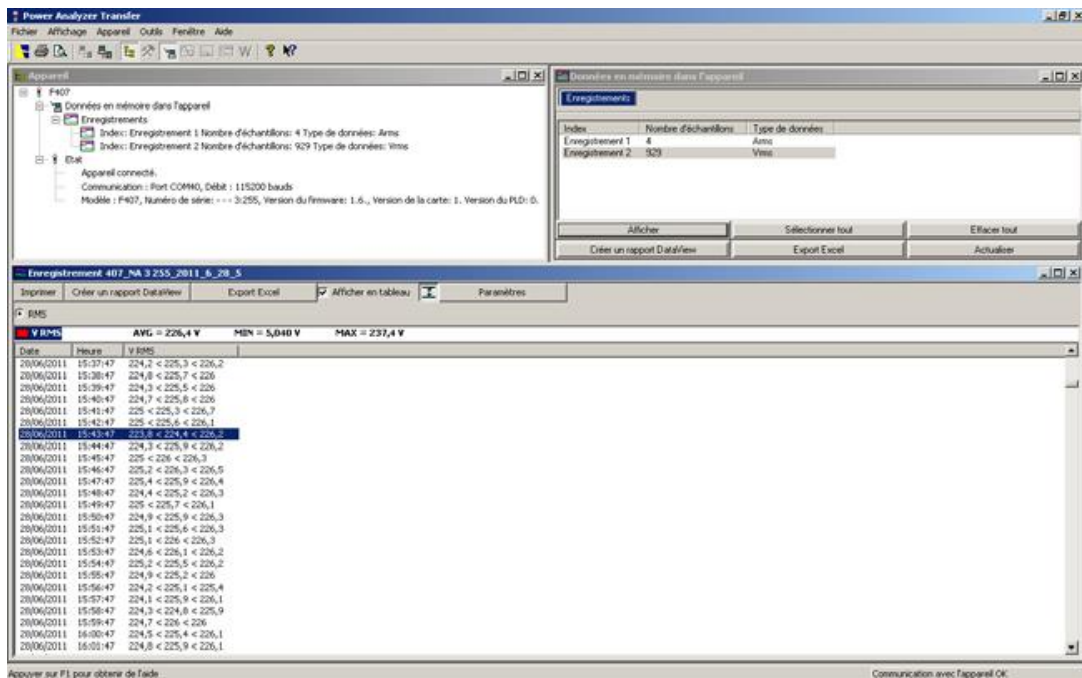 Power Analyzer Transfer
Fichier Affichage Appareil Outils Fenêtre Aide
Appareil
F407
Données en mémoire dans l'appareil
Enregistrements
Index: Enregistrement 1 Nombre d'échantillons: 4 Type de données: Arms
Index: Enregistrement 2 Nombre d'échantillons: 929 Type de données: Vrms
Etat
Appareil connecté.
Communication : Port COM40, Débit : 115200 bauds
Modèle : F407, Numéro de série: - - - 3:255, Version du firmware: 1.6., Version de la carte: 1. Version du PLD: 0.
Données en mémoire dans l'appareil
Enregistrements
Index Nombre d'échantillons Type de données
Enregistrement 1 4 Arms
Enregistrement 2 929 Vrms
Afficher Sélectionner tout Effacer tout
Créer un rapport DataView Export Excel Actualiser
Enregistrement 407_NA 3 255_2011_6_28_5
Imprimer Créer un rapport DataView Export Excel Afficher en tableau Paramètres
RMS
V RMS AVG = 226,4 V MIN = 5,040 V MAX = 237,4 V
Date Heure V RMS
28/06/2011 15:37:47 224,2 < 225,3 < 226,2
28/06/2011 15:38:47 224,8 < 225,7 < 226
28/06/2011 15:39:47 224,3 < 225,5 < 226
28/06/2011 15:40:47 224,7 < 225,8 < 226
28/06/2011 15:41:47 225 < 225,3 < 226,7
28/06/2011 15:42:47 225 < 225,6 < 226,1
28/06/2011 15:43:47 223,8 < 224,4 < 226,2
28/06/2011 15:44:47 224,3 < 225,9 < 226,2
28/06/2011 15:45:47 225 < 226 < 226,3
28/06/2011 15:46:47 225,2 < 226,3 < 226,5
28/06/2011 15:47:47 225,4 < 225,9 < 226,4
28/06/2011 15:48:47 224,4 < 225,2 < 226,3
28/06/2011 15:49:47 225 < 225,7 < 226,1
28/06/2011 15:50:47 224,9 < 225,9 < 226,3
28/06/2011 15:51:47 225,1 < 225,6 < 226,3
28/06/2011 15:52:47 225,1 < 226 < 226,3
28/06/2011 15:53:47 224,6 < 226,1 < 226,2
28/06/2011 15:54:47 225,2 < 225,5 < 226,2
28/06/2011 15:55:47 224,9 < 225,2 < 226
28/06/2011 15:56:47 224,2 < 225,1 < 225,4
28/06/2011 15:57:47 224,1 < 225,9 < 226,1
28/06/2011 15:58:47 224,3 < 224,8 < 225,9
28/06/2011 15:59:47 224,7 < 226 < 226
28/06/2011 16:00:47 224,5 < 225,4 < 226,1
28/06/2011 16:01:47 224,8 < 225,9 < 226,1
Appuyer sur F1 pour obtenir de l'aide Communication avec l'appareil OK